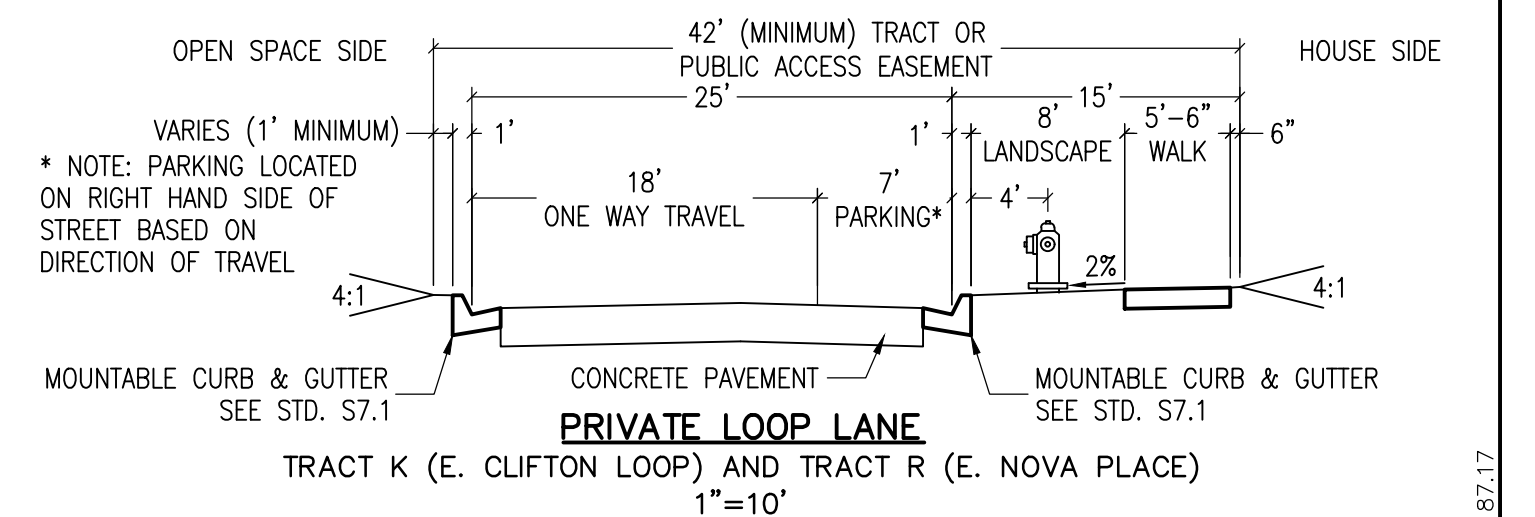 42' (MINIMUM) TRACT OR
PUBLIC ACCESS EASEMENT
OPEN SPACE SIDE
HOUSE SIDE
25'
15'
VARIES (1' MINIMUM)
1'
1'
8'
LANDSCAPE
5'-6"
WALK
6"
* NOTE: PARKING LOCATED
ON RIGHT HAND SIDE OF
STREET BASED ON
DIRECTION OF TRAVEL
18'
ONE WAY TRAVEL
7'
PARKING*
4'
2%
4:1
4:1
MOUNTABLE CURB & GUTTER
SEE STD. S7.1
CONCRETE PAVEMENT
MOUNTABLE CURB & GUTTER
SEE STD. S7.1
PRIVATE LOOP LANE
TRACT K (E. CLIFTON LOOP) AND TRACT R (E. NOVA PLACE)
1"=10'
87.17